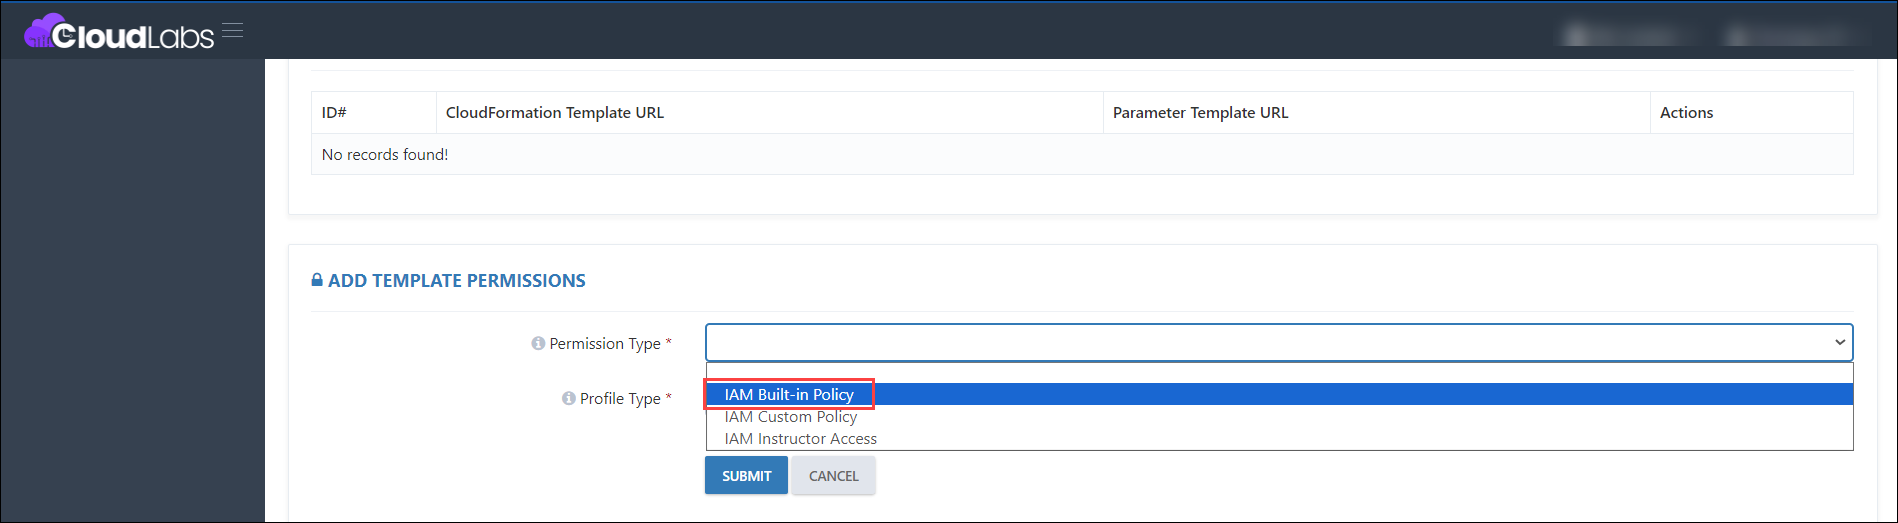 CloudLabs
ID# CloudFormation Template URL Parameter Template URL Actions
No records found!
ADD TEMPLATE PERMISSIONS
Permission Type *
IAM Built-in Policy
Profile Type *
IAM Custom Policy
IAM Instructor Access
SUBMIT CANCEL